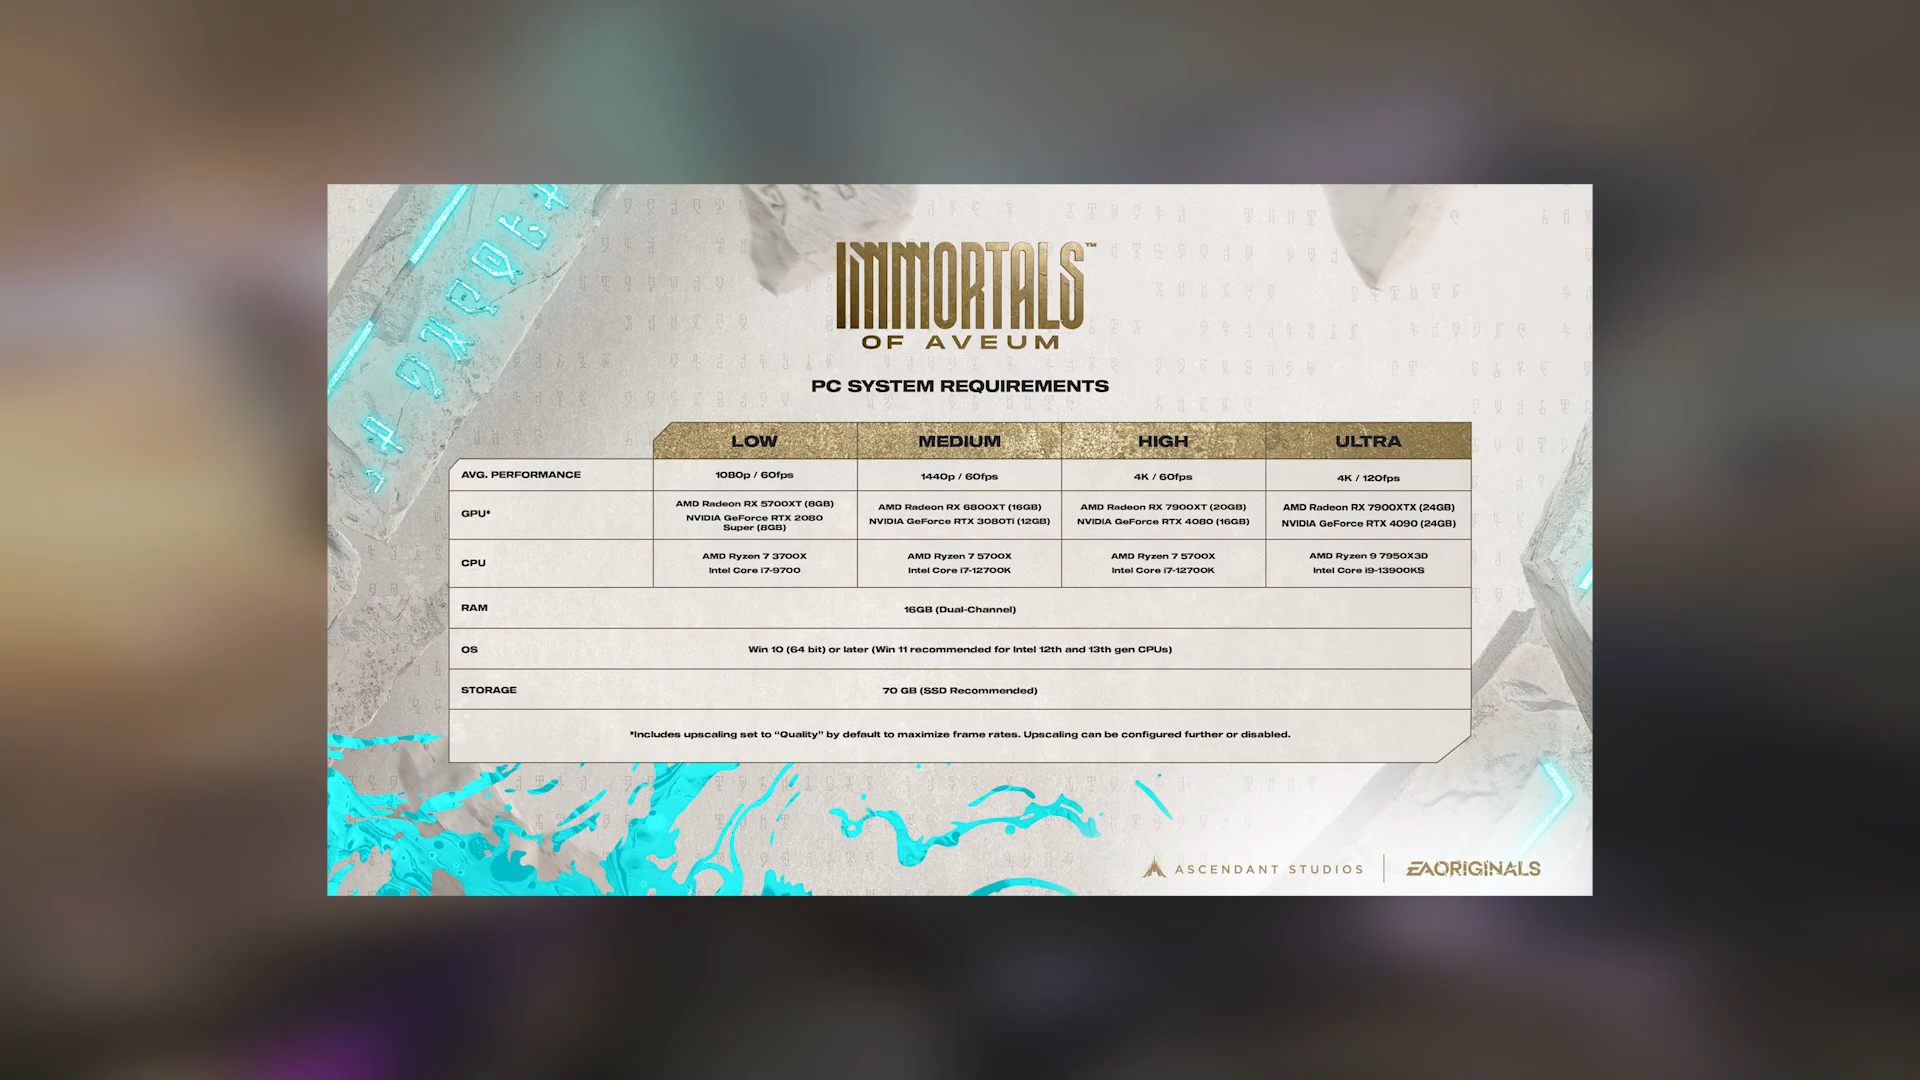 IMMORTALS™
OF AVEUM
PC SYSTEM REQUIREMENTS
LOW MEDIUM HIGH ULTRA
AVG. PERFORMANCE 1080p / 60fps 1440p / 60fps 4K / 60fps 4K / 120fps
GPU*
AMD Radeon RX 5700XT (8GB)
NVIDIA GeForce RTX 2080
Super (8GB)
AMD Radeon RX 6800XT (16GB)
NVIDIA GeForce RTX 3080Ti (12GB)
AMD Radeon RX 7900XT (20GB)
NVIDIA GeForce RTX 4080 (16GB)
AMD Radeon RX 7900XTX (24GB)
NVIDIA GeForce RTX 4090 (24GB)
CPU
AMD Ryzen 7 3700X
Intel Core i7-9700
AMD Ryzen 7 5700X
Intel Core i7-12700K
AMD Ryzen 7 5700X
Intel Core i7-12700K
AMD Ryzen 9 7950X3D
Intel Core i9-13900KS
RAM 16GB (Dual-Channel)
OS Win 10 (64 bit) or later (Win 11 recommended for Intel 12th and 13th gen CPUs)
STORAGE 70 GB (SSD Recommended)
*Includes upscaling set to “Quality” by default to maximize frame rates. Upscaling can be configured further or disabled.
ASCENDANT STUDIOS
EA ORIGINALS